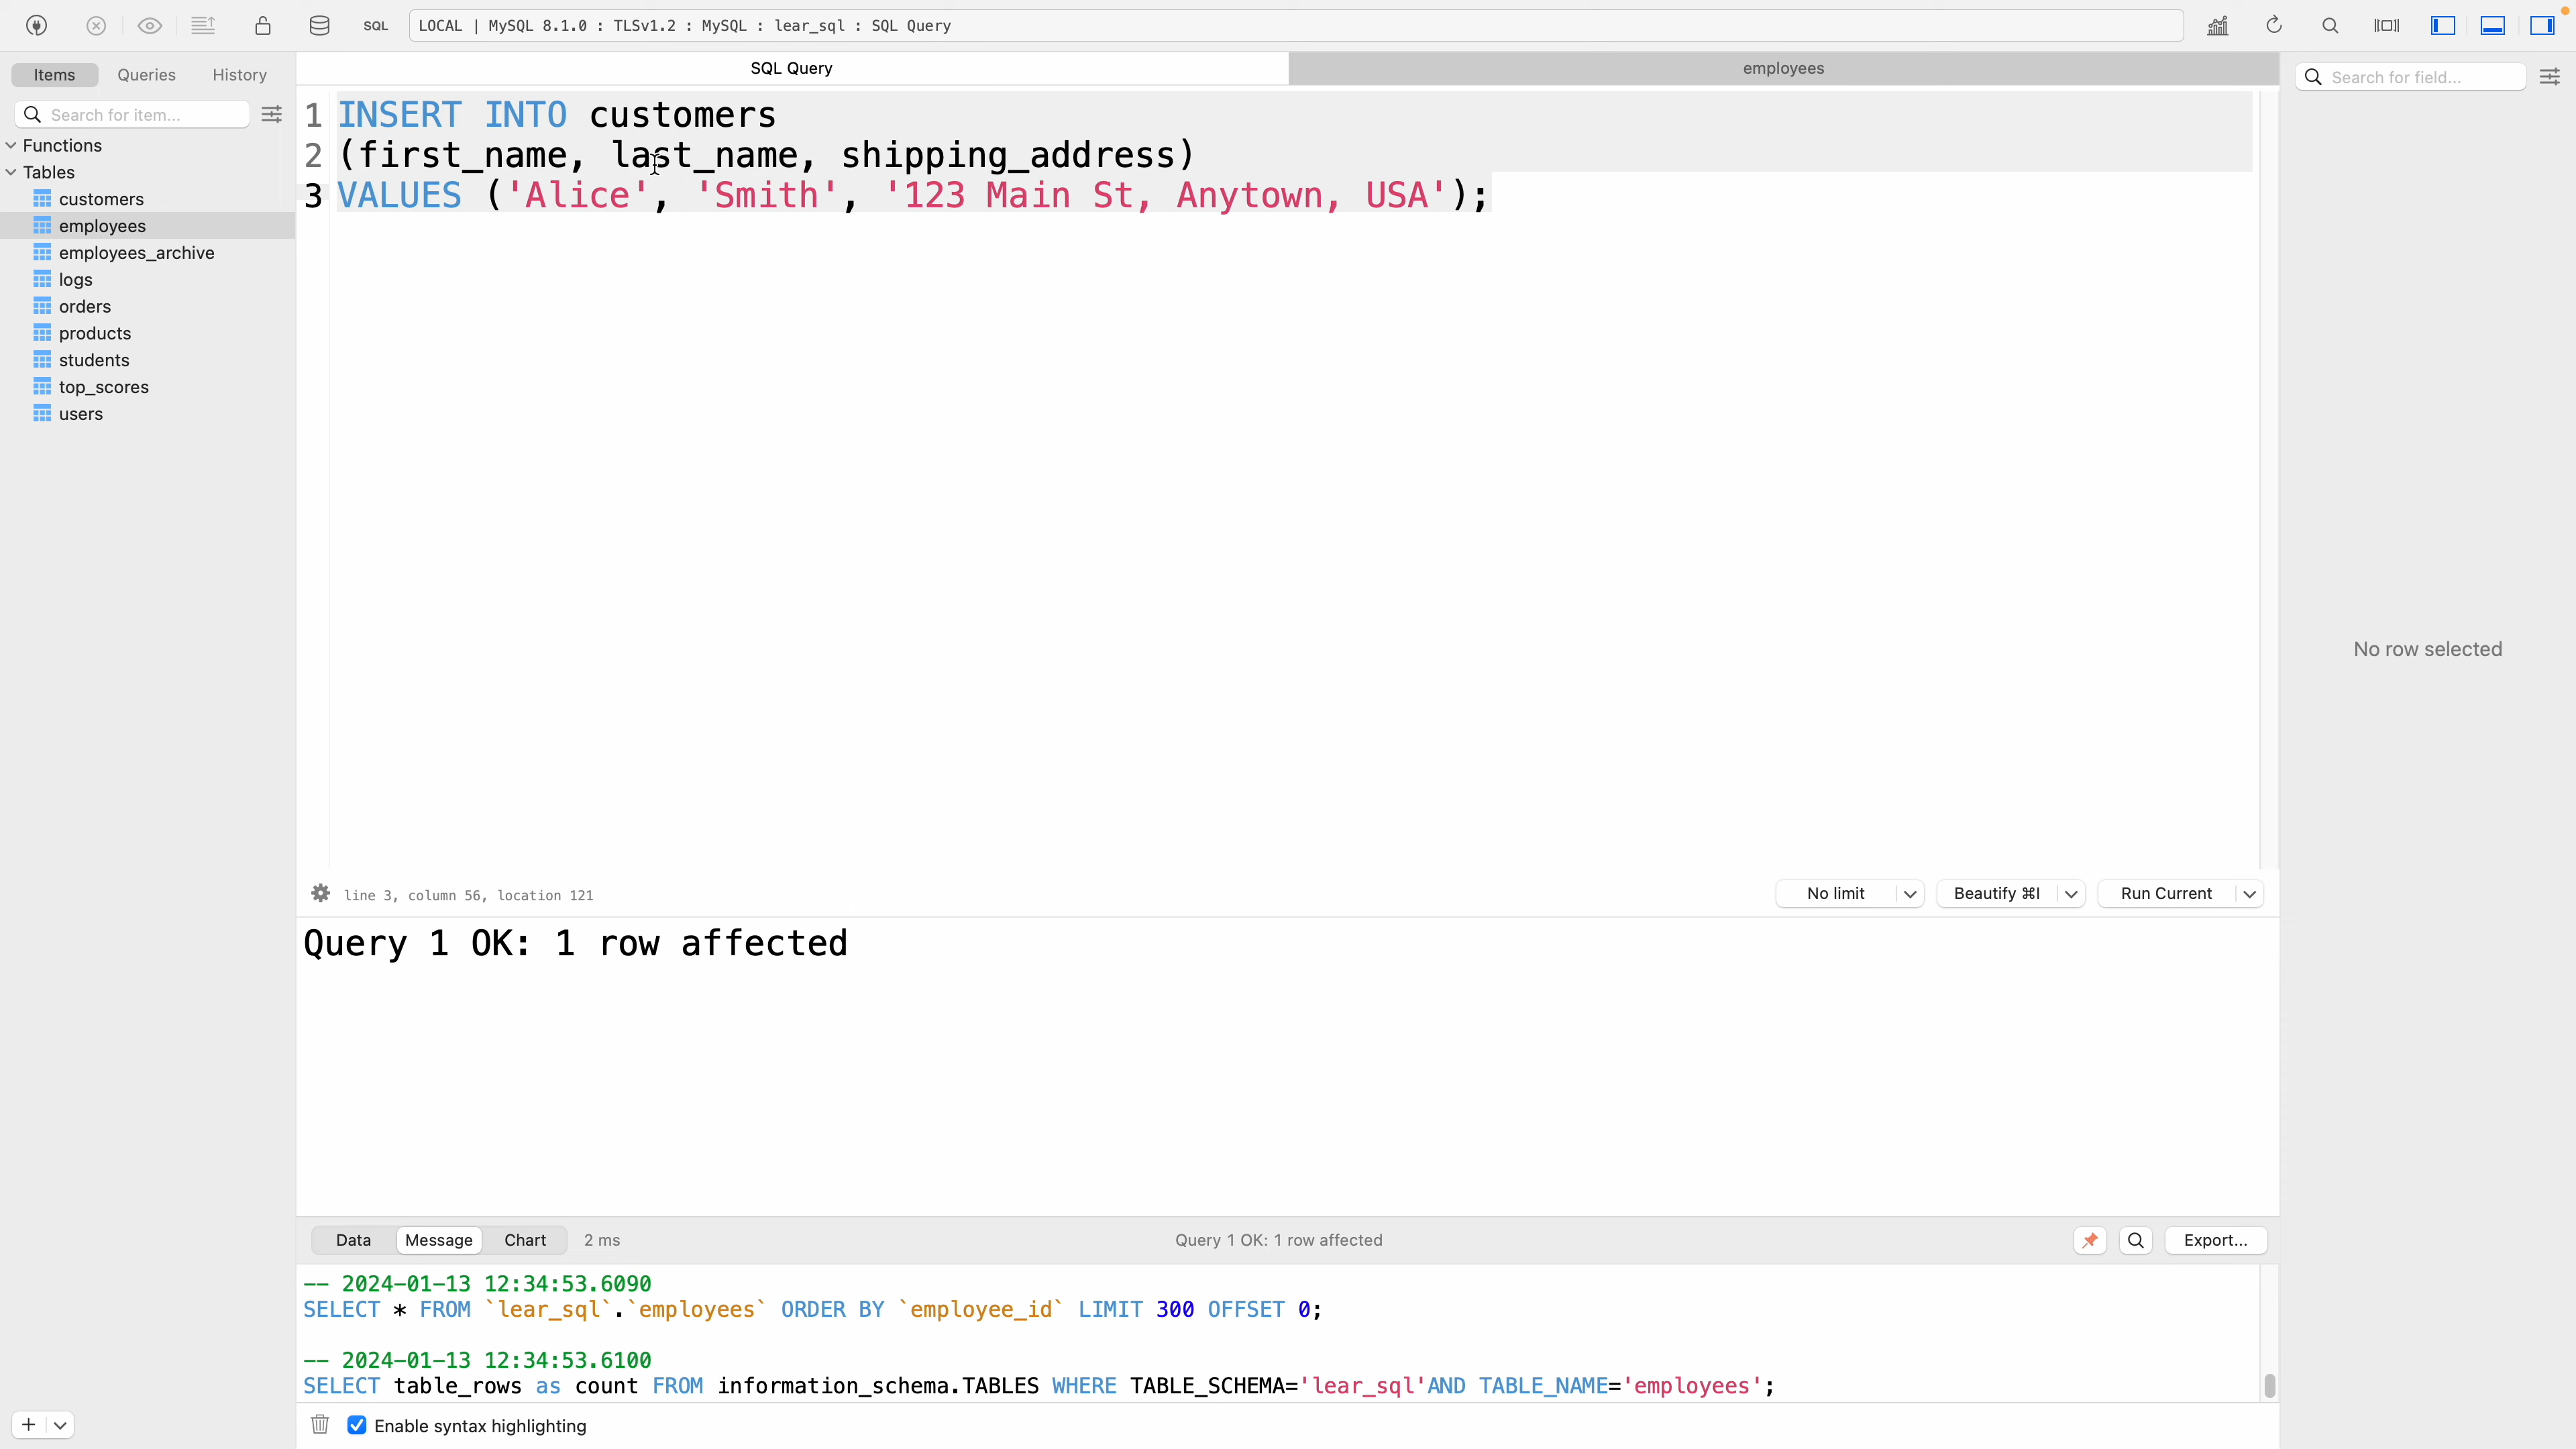 SQL
LOCAL | MySQL 8.1.0 : TLSv1.2 : MySQL : lear_sql : SQL Query
Items
Queries
History
SQL Query
employees
Search for field...
Search for item...
Functions
Tables
customers
employees
employees_archive
logs
orders
products
students
top_scores
users
1 INSERT INTO customers
2 (first_name, last_name, shipping_address)
3 VALUES ('Alice', 'Smith', '123 Main St, Anytown, USA');
No row selected
line 3, column 56, location 121
No limit
Beautify ⌘I
Run Current
Query 1 OK: 1 row affected
Data
Message
Chart
2 ms
Query 1 OK: 1 row affected
Export...
-- 2024-01-13 12:34:53.6090
SELECT * FROM `lear_sql`.`employees` ORDER BY `employee_id` LIMIT 300 OFFSET 0;
-- 2024-01-13 12:34:53.6100
SELECT table_rows as count FROM information_schema.TABLES WHERE TABLE_SCHEMA='lear_sql'AND TABLE_NAME='employees';
Enable syntax highlighting